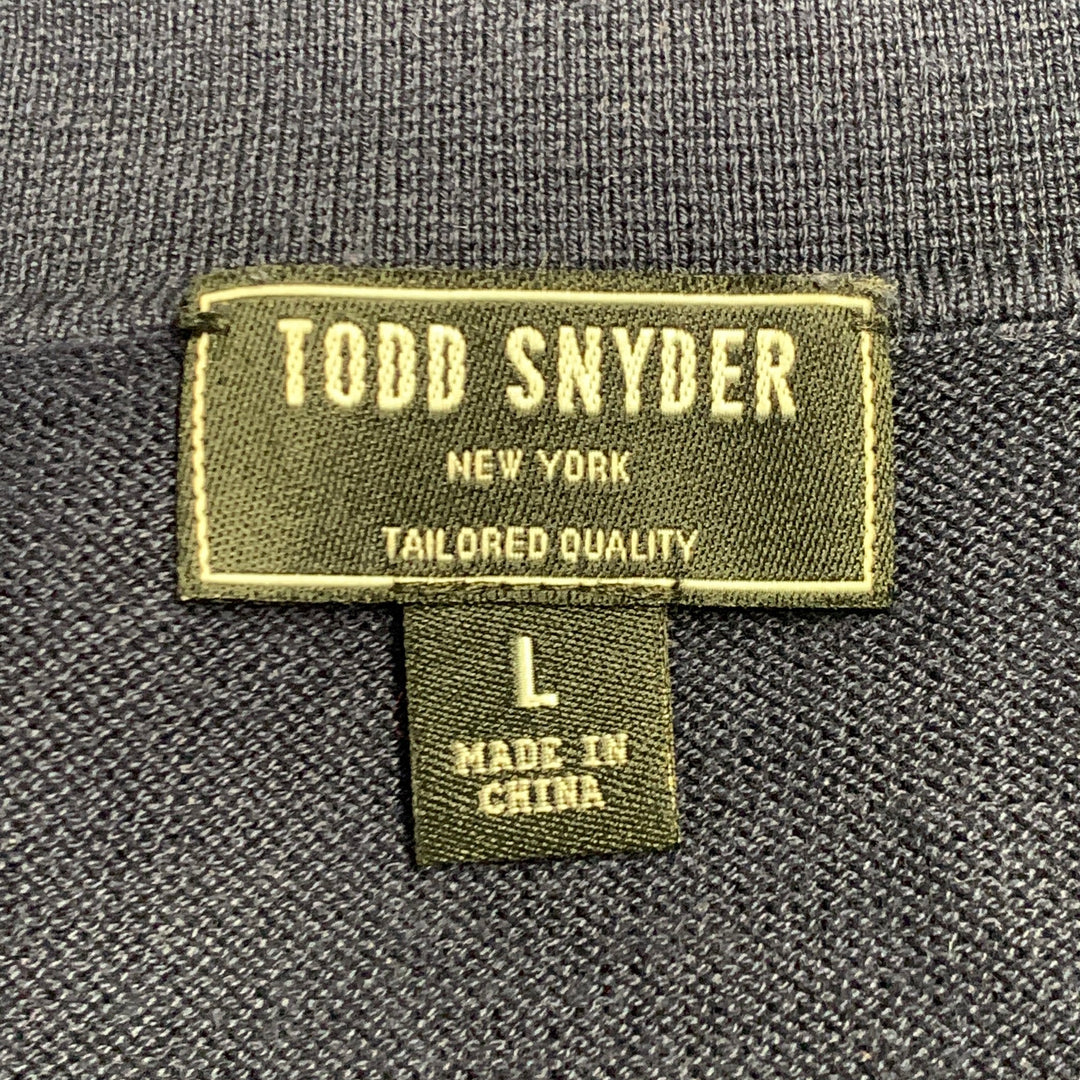 TODD SNYDER
NEW YORK
TAILORED QUALITY
L
MADE IN
CHINA